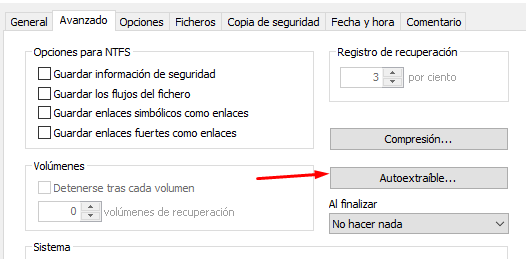 General Avanzado Opciones Ficheros Copia de seguridad Fecha y hora Comentario
Opciones para NTFS
Guardar información de seguridad
Guardar los flujos del fichero
Guardar enlaces simbólicos como enlaces
Guardar enlaces fuertes como enlaces
Registro de recuperación
3 por ciento
Compresión...
Volúmenes
Detenerse tras cada volumen
0 volúmenes de recuperación
Autoextraíble...
Al finalizar
No hacer nada
Sistema